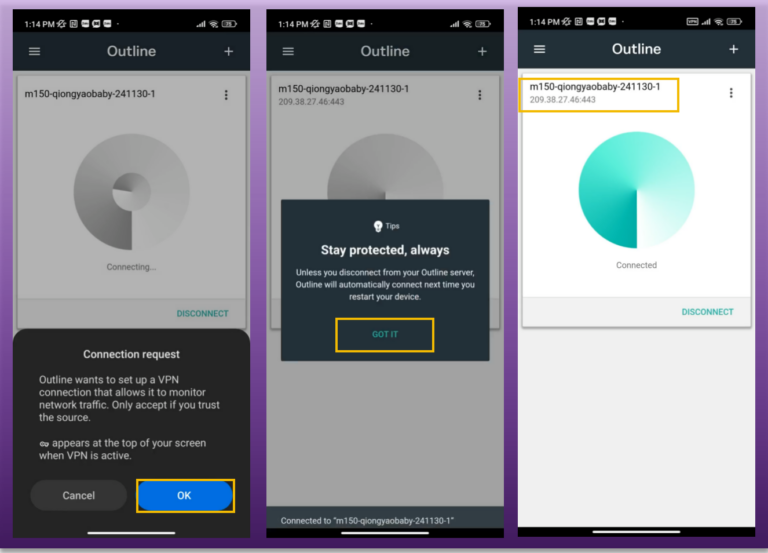 1:14 PM
Outline
m150-qiongyaobaby-241130-1
Connecting...
DISCONNECT
Connection request
Outline wants to set up a VPN
connection that allows it to monitor
network traffic. Only accept if you trust
the source.
appears at the top of your screen
when VPN is active.
Cancel
OK
1:14 PM
Outline
m150-qiongyaobaby-241130-1
209.38.27.46:443
Tips
Stay protected, always
Unless you disconnect from your Outline server,
Outline will automatically connect next time you
restart your device.
GOT IT
Connected to "m150-qiongyaobaby-241130-1"
1:14 PM
VPN
Outline
m150-qiongyaobaby-241130-1
209.38.27.46:443
Connected
DISCONNECT